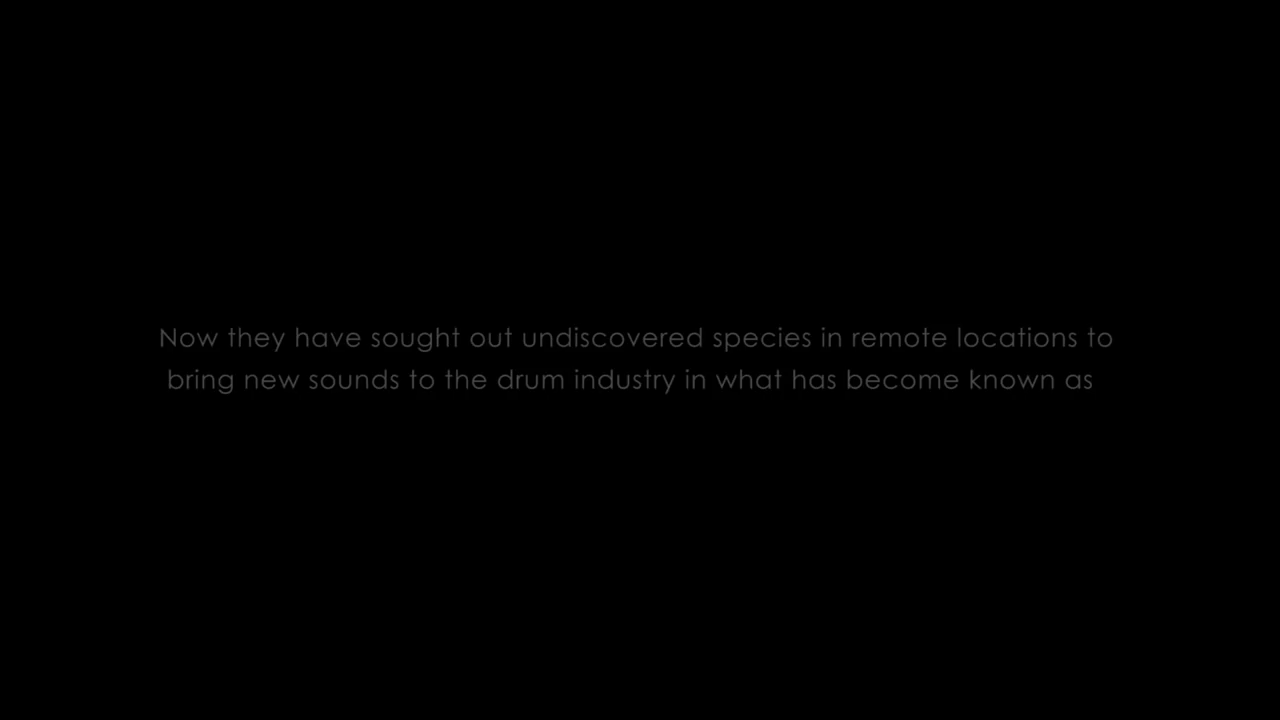 Now they have sought out undiscovered species in remote locations to
bring new sounds to the drum industry in what has become known as